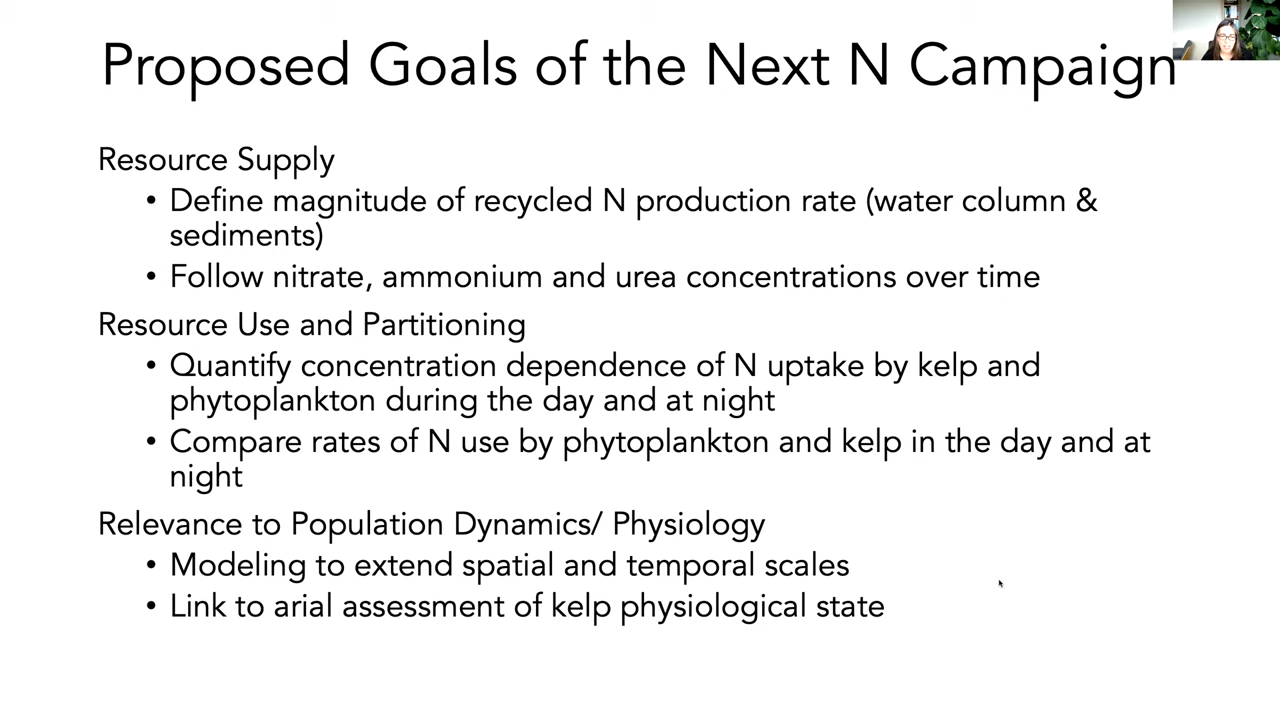 Proposed Goals of the Next N Campaign
Resource Supply
• Define magnitude of recycled N production rate (water column &
sediments)
• Follow nitrate, ammonium and urea concentrations over time
Resource Use and Partitioning
• Quantify concentration dependence of N uptake by kelp and
phytoplankton during the day and at night
• Compare rates of N use by phytoplankton and kelp in the day and at
night
Relevance to Population Dynamics/ Physiology
• Modeling to extend spatial and temporal scales
• Link to arial assessment of kelp physiological state